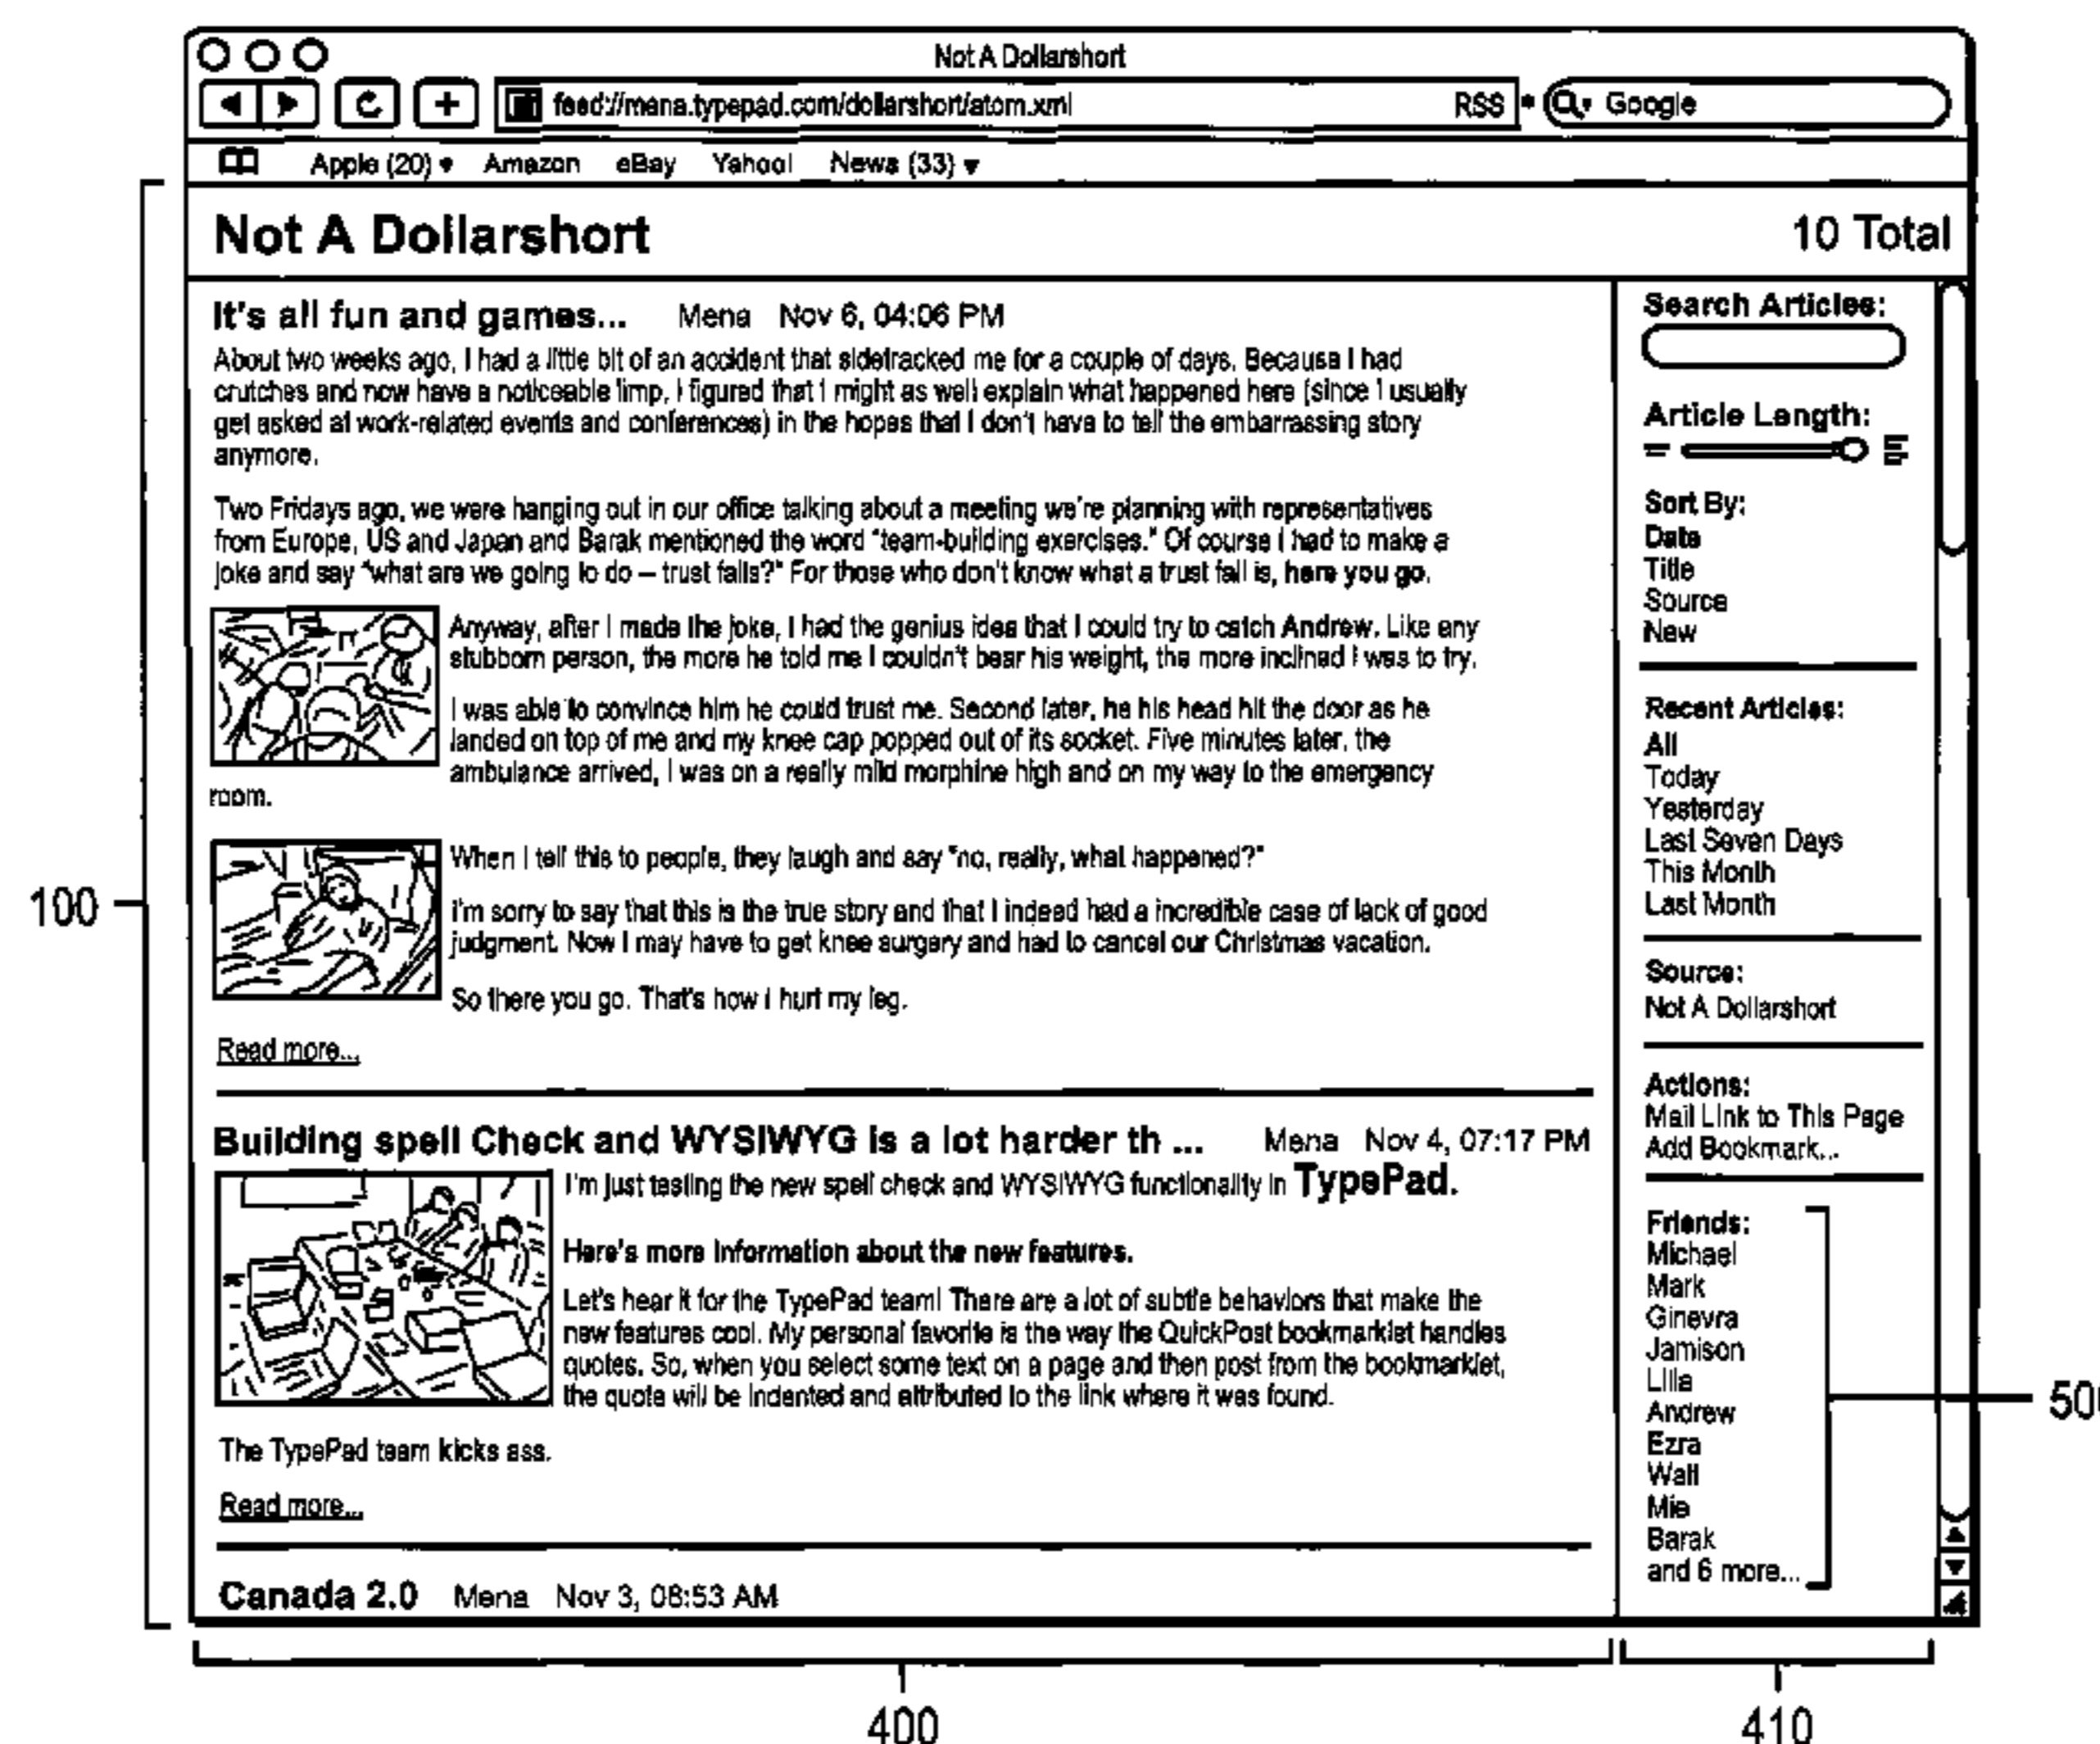 Not A Dollarshort
feed://mena.typepad.com/dollarshort/atom.xml RSS Google
Apple (20) Amazon eBay Yahoo! News (33)
Not A Dollarshort 10 Total
It's all fun and games... Mena Nov 6, 04:06 PM
About two weeks ago, I had a little bit of an accident that sidetracked me for a couple of days. Because I had
crutches and now have a noticeable limp, I figured that I might as well explain what happened here (since I usually
get asked at work-related events and conferences) in the hopes that I don't have to tell the embarrassing story
anymore.
Two Fridays ago, we were hanging out in our office talking about a meeting we're planning with representatives
from Europe, US and Japan and Barak mentioned the word "team-building exercises." Of course I had to make a
joke and say "what are we going to do – trust falls?" For those who don't know what a trust fall is, here you go.
Anyway, after I made the joke, I had the genius idea that I could try to catch Andrew. Like any
stubborn person, the more he told me I couldn't bear his weight, the more inclined I was to try.
I was able to convince him he could trust me. Second later, he his head hit the door as he
landed on top of me and my knee cap popped out of its socket. Five minutes later, the
ambulance arrived, I was on a really mild morphine high and on my way to the emergency
room.
When I tell this to people, they laugh and say "no, really, what happened?"
I'm sorry to say that this is the true story and that I indeed had a incredible case of lack of good
judgment. Now I may have to get knee surgery and had to cancel our Christmas vacation.
So there you go. That's how I hurt my leg.
Read more...
Building spell Check and WYSIWYG is a lot harder th ... Mena Nov 4, 07:17 PM
I'm just testing the new spell check and WYSIWYG functionality in TypePad.
Here's more information about the new features.
Let's hear it for the TypePad team! There are a lot of subtle behaviors that make the
new features cool. My personal favorite is the way the QuickPost bookmarklet handles
quotes. So, when you select some text on a page and then post from the bookmarklet,
the quote will be indented and attributed to the link where it was found.
The TypePad team kicks ass.
Read more...
Canada 2.0 Mena Nov 3, 08:53 AM
Search Articles:
Article Length:
Sort By:
Date
Title
Source
New
Recent Articles:
All
Today
Yesterday
Last Seven Days
This Month
Last Month
Source:
Not A Dollarshort
Actions:
Mail Link to This Page
Add Bookmark...
Friends:
Michael
Mark
Ginevra
Jamison
Lilia
Andrew
Ezra
Walt
Mie
Barak
and 6 more...
100
400
410